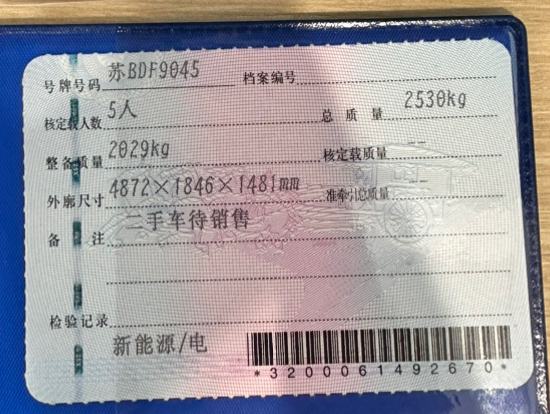 号牌号码 苏BDF9045 档案编号
核定载人数 5人 总质量 2530kg
整备质量 2029kg 核定载质量 --
外廓尺寸 4872×1846×1481mm 准牵引总质量 --
备注 二手车待销售
检验记录
新能源/电
*3200061492670*